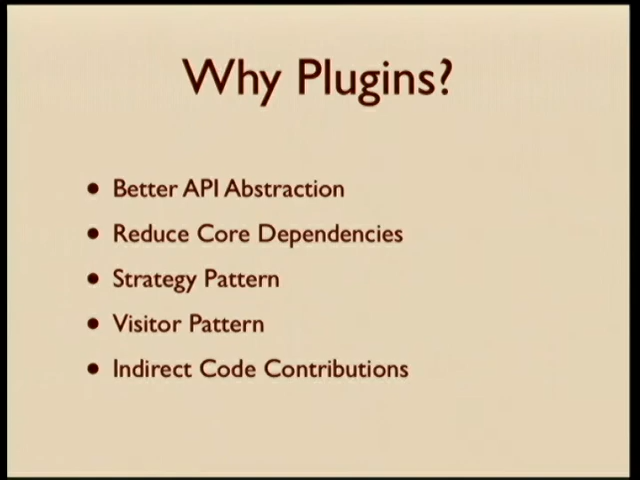 Why Plugins?
• Better API Abstraction
• Reduce Core Dependencies
• Strategy Pattern
• Visitor Pattern
• Indirect Code Contributions